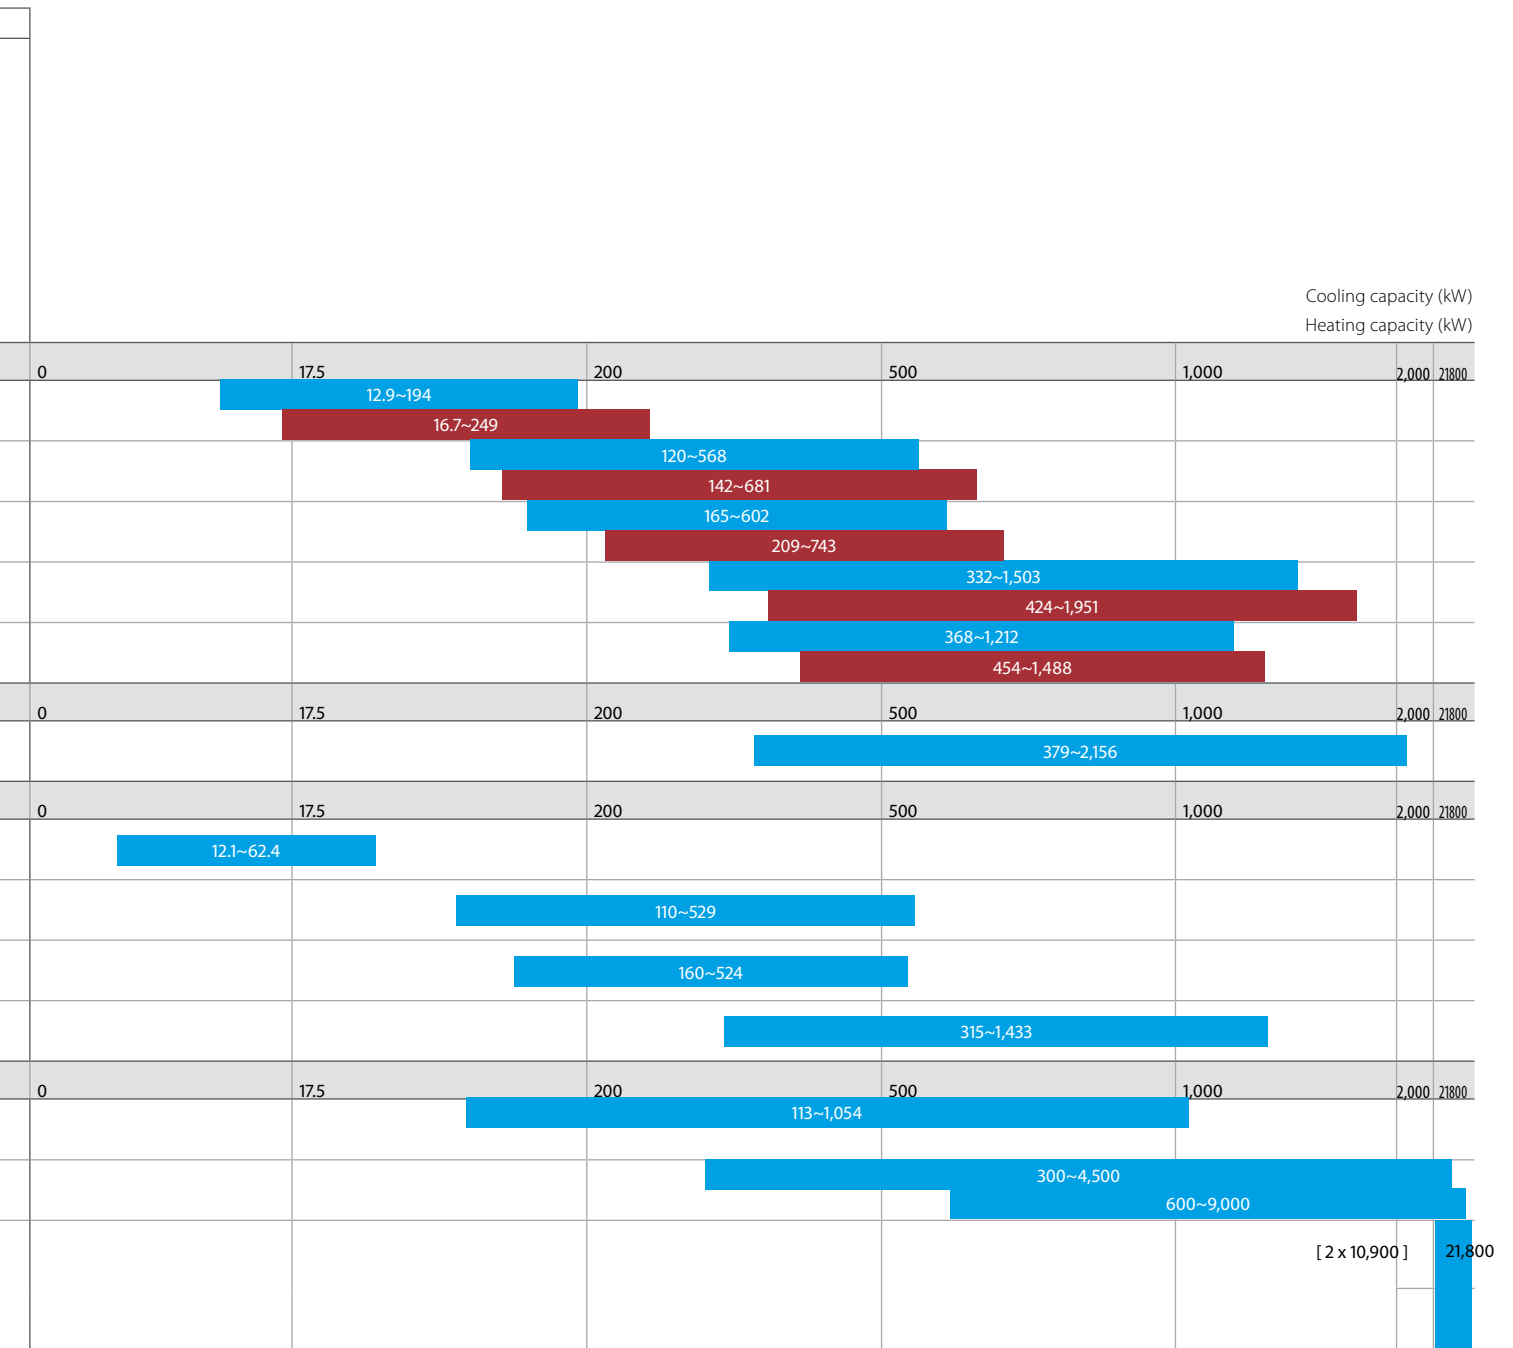 Cooling capacity (kW)
Heating capacity (kW)
0 17.5 200 500 1,000 2,000 21800
12.9~194
16.7~249
120~568
142~681
165~602
209~743
332~1,503
424~1,951
368~1,212
454~1,488
0 17.5 200 500 1,000 2,000 21800
379~2,156
0 17.5 200 500 1,000 2,000 21800
12.1~62.4
110~529
160~524
315~1,433
0 17.5 200 500 1,000 2,000 21800
113~1,054
300~4,500
600~9,000
[ 2 x 10,900 ] 21,800